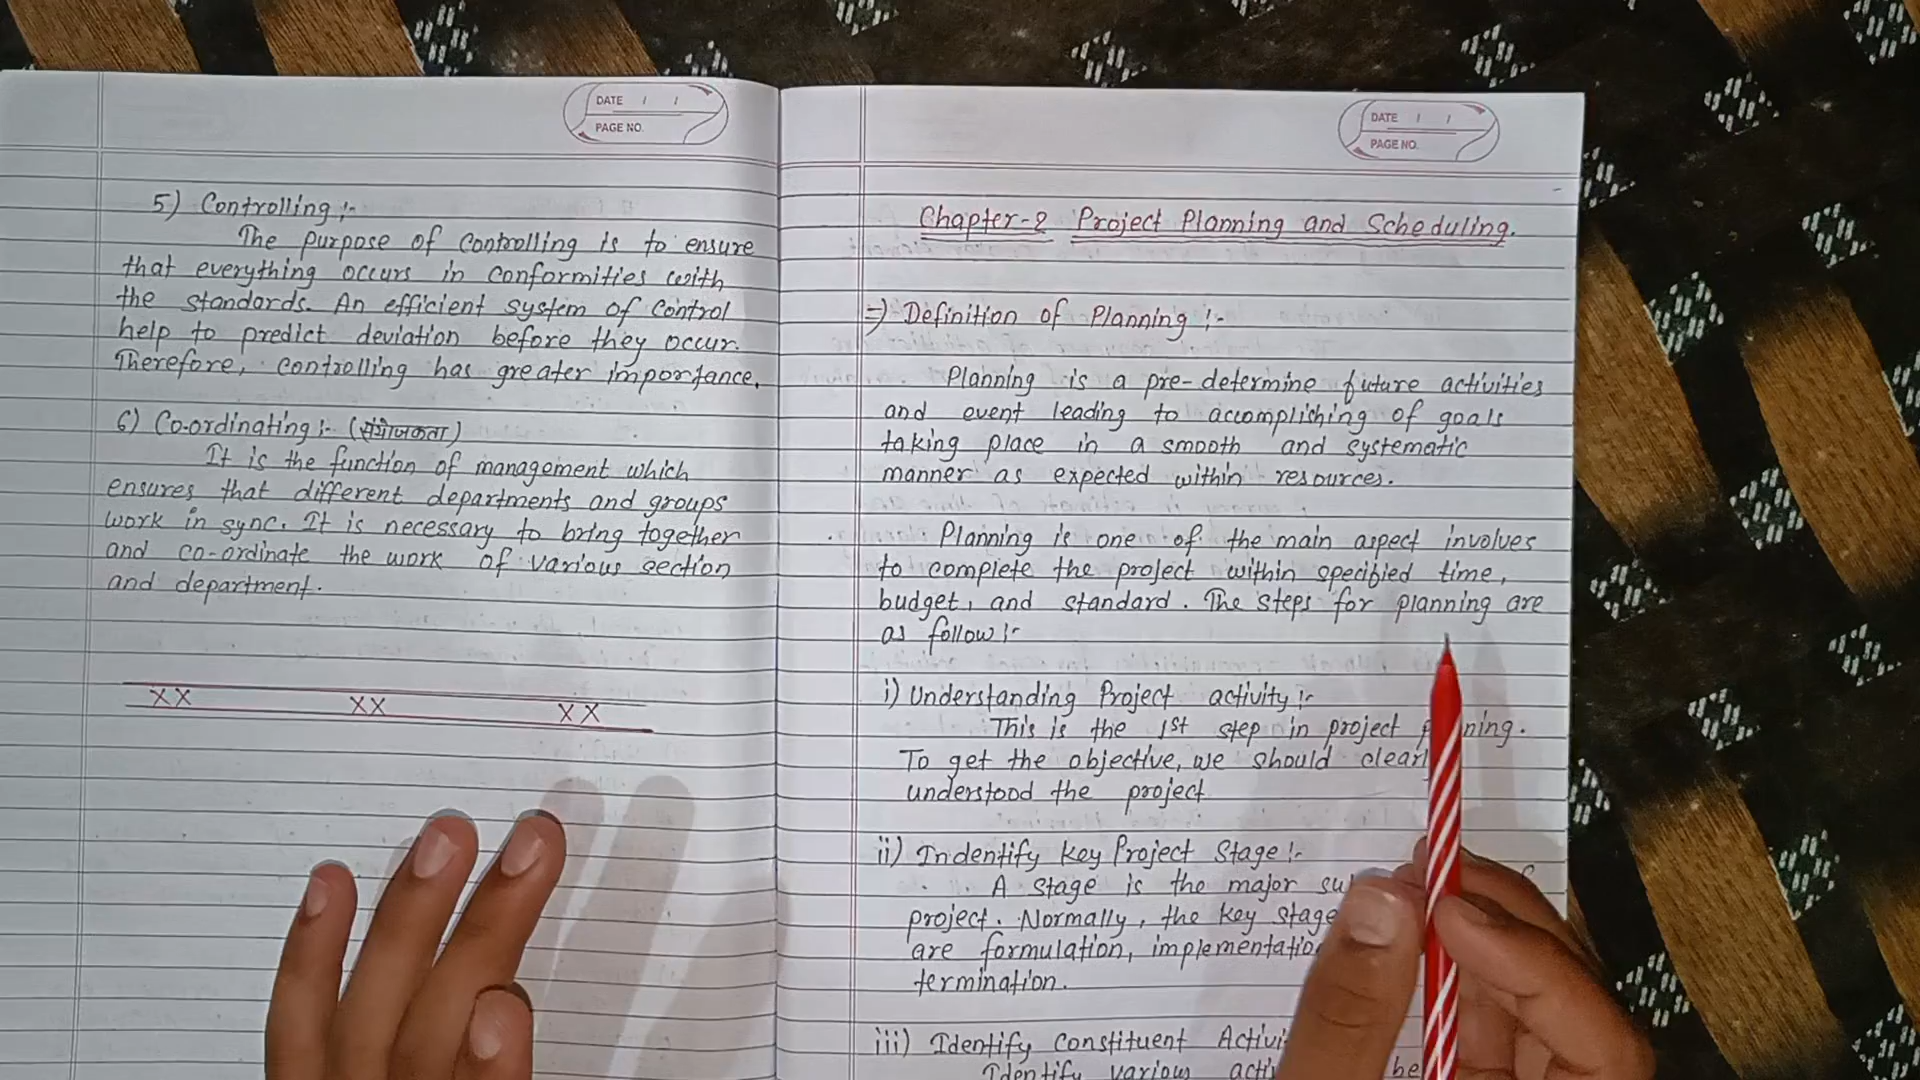 DATE / /
PAGE NO.
5) Controlling :-
The purpose of controlling is to ensure
that everything occurs in conformities with
the standards. An efficient system of control
help to predict deviation before they occur.
Therefore, controlling has greater importance.
6) Co-ordinating :- (संयोजकता)
It is the function of management which
ensures that different departments and groups
work in sync. It is necessary to bring together
and co-ordinate the work of various section
and department.
XX XX XX
DATE / /
PAGE NO.
Chapter-2 Project Planning and Scheduling.
=) Definition of Planning :-
Planning is a pre-determine future activities
and event leading to accomplishing of goals
taking place in a smooth and systematic
manner as expected within resources.
Planning is one of the main aspect involves
to complete the project within specified time,
budget, and standard. The steps for planning are
as follow :-
i) Understanding Project activity :-
This is the 1st step in project
To get the objective, we should
understood the project
ii) Indentify Key Project Stage :-
A stage is the major
project. Normally, the key stage
are formulation,
termination.
iii) Identify Constituent
Identify various